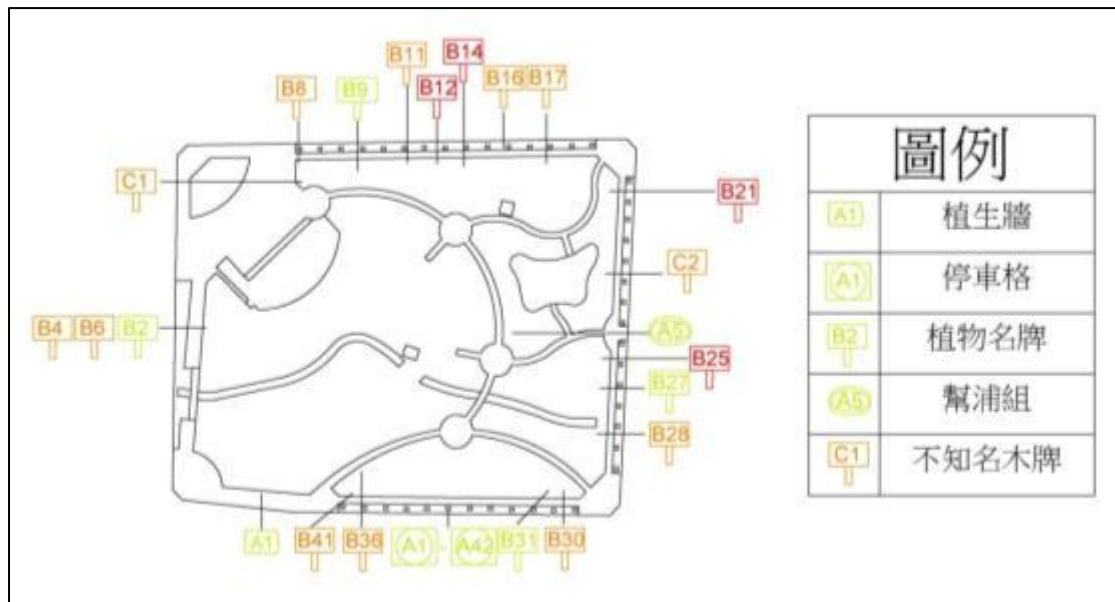 B11 B14
B8 B9 B12 B16 B17
C1 B21
C2
B4 B6 B2 A5
B25
B27
B28
A1 B41 B36 A1 - A42 B31 B30
圖例
A1 植生牆
A1 停車格
B2 植物名牌
A5 幫浦組
C1 不知名木牌